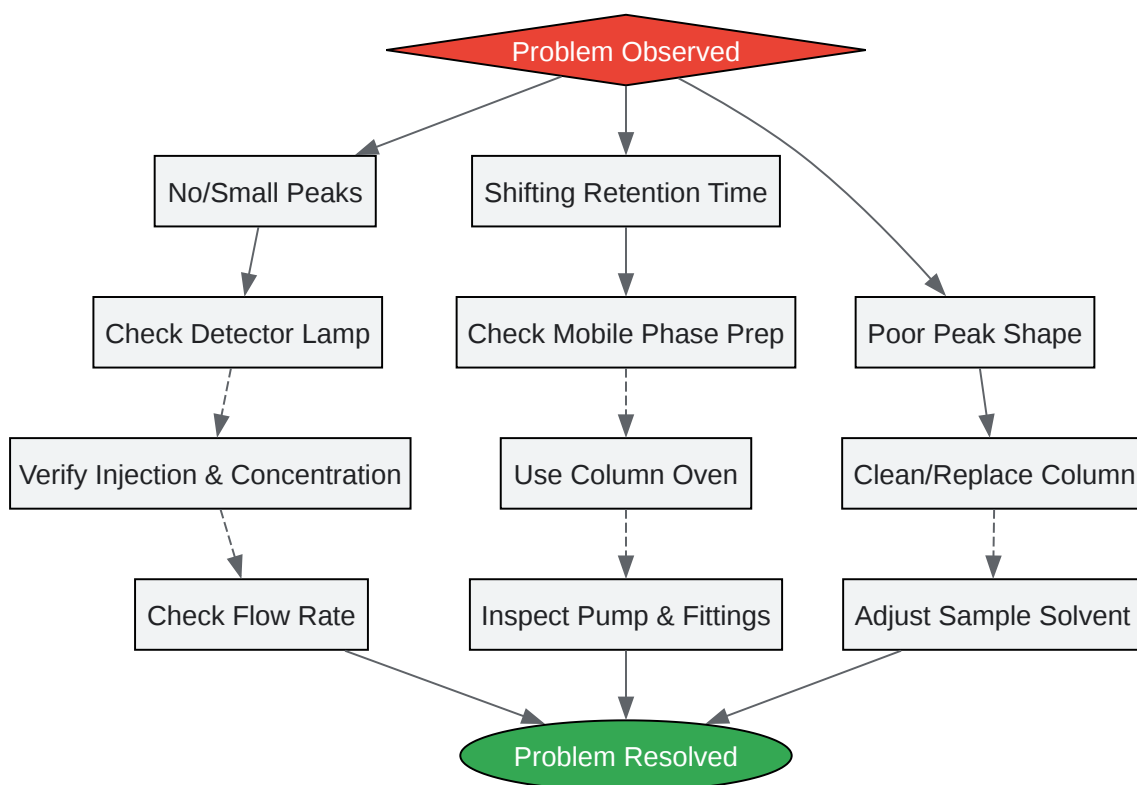 Problem Observed
No/Small Peaks
Shifting Retention Time
Check Detector Lamp
Check Mobile Phase Prep
Poor Peak Shape
Verify Injection & Concentration
Use Column Oven
Clean/Replace Column
Check Flow Rate
Inspect Pump & Fittings
Adjust Sample Solvent
Problem Resolved